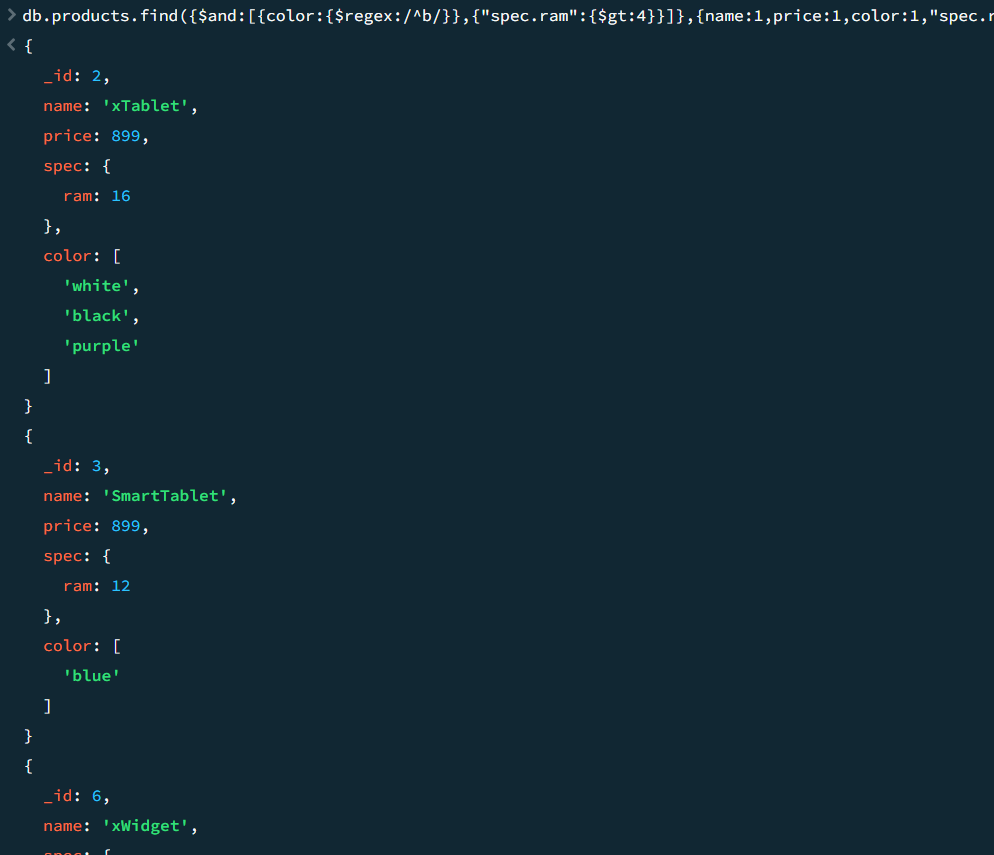 > db.products.find({$and:[{color:{$regex:/^b/}},{"spec.ram":{$gt:4}}]},{name:1,price:1,color:1,"spec.r
< {
_id: 2,
name: 'xTablet',
price: 899,
spec: {
ram: 16
},
color: [
'white',
'black',
'purple'
]
}
{
_id: 3,
name: 'SmartTablet',
price: 899,
spec: {
ram: 12
},
color: [
'blue'
]
}
{
_id: 6,
name: 'xWidget',
spec: {